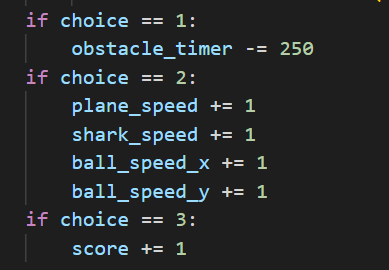 if choice == 1:
    obstacle_timer -= 250
if choice == 2:
    plane_speed += 1
    shark_speed += 1
    ball_speed_x += 1
    ball_speed_y += 1
if choice == 3:
    score += 1